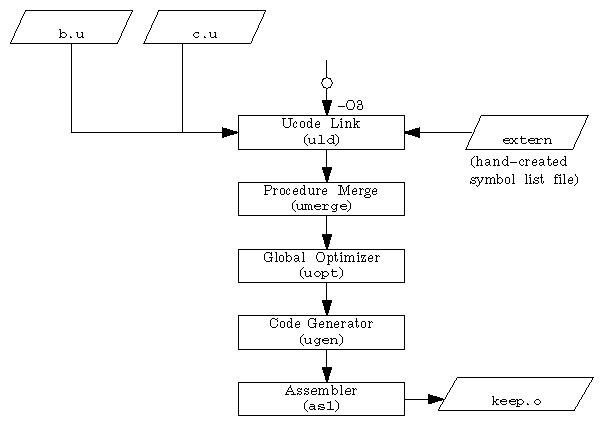 b.u
c.u
-O3
Ucode Link
(uld)
extern
(hand-created
symbol list file)
Procedure Merge
(umerge)
Global Optimizer
(uopt)
Code Generator
(ugen)
Assembler
(as1)
keep.o